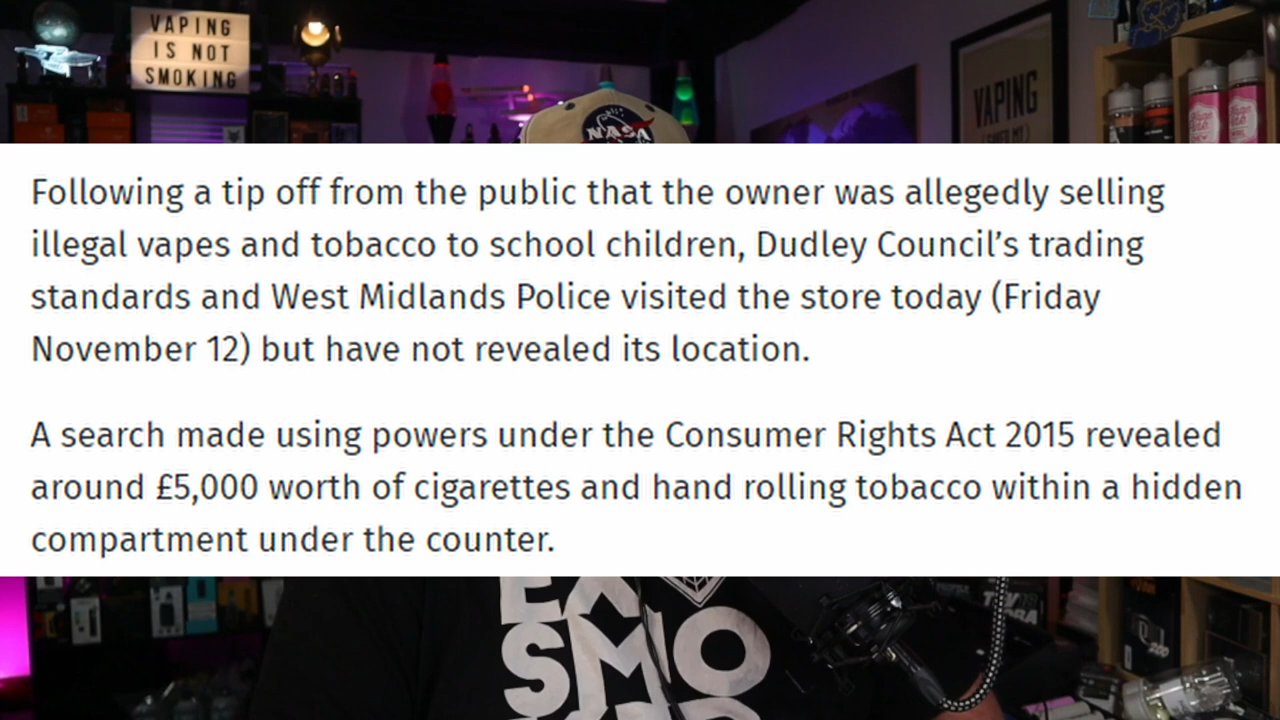 VAPING
IS NOT
SMOKING
NASA
VAPING
Following a tip off from the public that the owner was allegedly selling
illegal vapes and tobacco to school children, Dudley Council’s trading
standards and West Midlands Police visited the store today (Friday
November 12) but have not revealed its location.
A search made using powers under the Consumer Rights Act 2015 revealed
around £5,000 worth of cigarettes and hand rolling tobacco within a hidden
compartment under the counter.
SMO